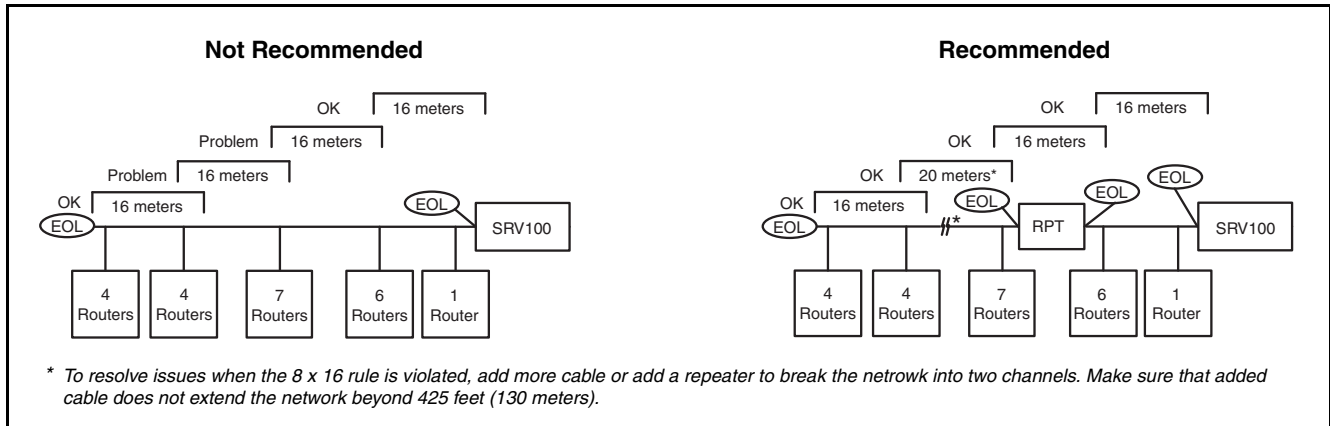 Not Recommended
OK
16 meters
Problem
16 meters
Problem
16 meters
OK
16 meters
EOL
EOL
SRV100
4
Routers
4
Routers
7
Routers
6
Routers
1
Router
Recommended
OK
16 meters
OK
16 meters
OK
20 meters*
OK
16 meters
EOL
*
EOL
RPT
EOL
EOL
SRV100
4
Routers
4
Routers
7
Routers
6
Routers
1
Router
* To resolve issues when the 8 x 16 rule is violated, add more cable or add a repeater to break the netrowk into two channels. Make sure that added
cable does not extend the network beyond 425 feet (130 meters).